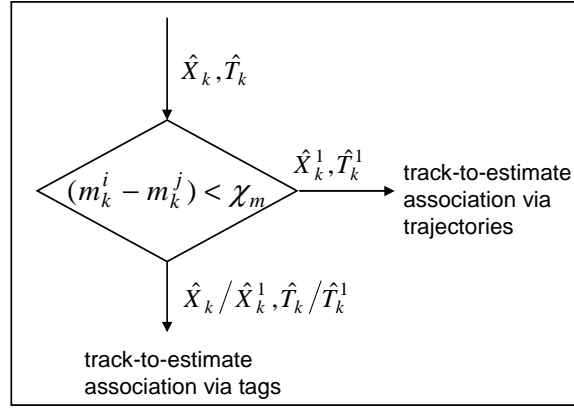 X̂_k, T̂_k
(m_k^i − m_k^j) < χ_m
X̂_k^1, T̂_k^1
track-to-estimate
association via
trajectories
X̂_k/X̂_k^1, T̂_k/T̂_k^1
track-to-estimate
association via tags